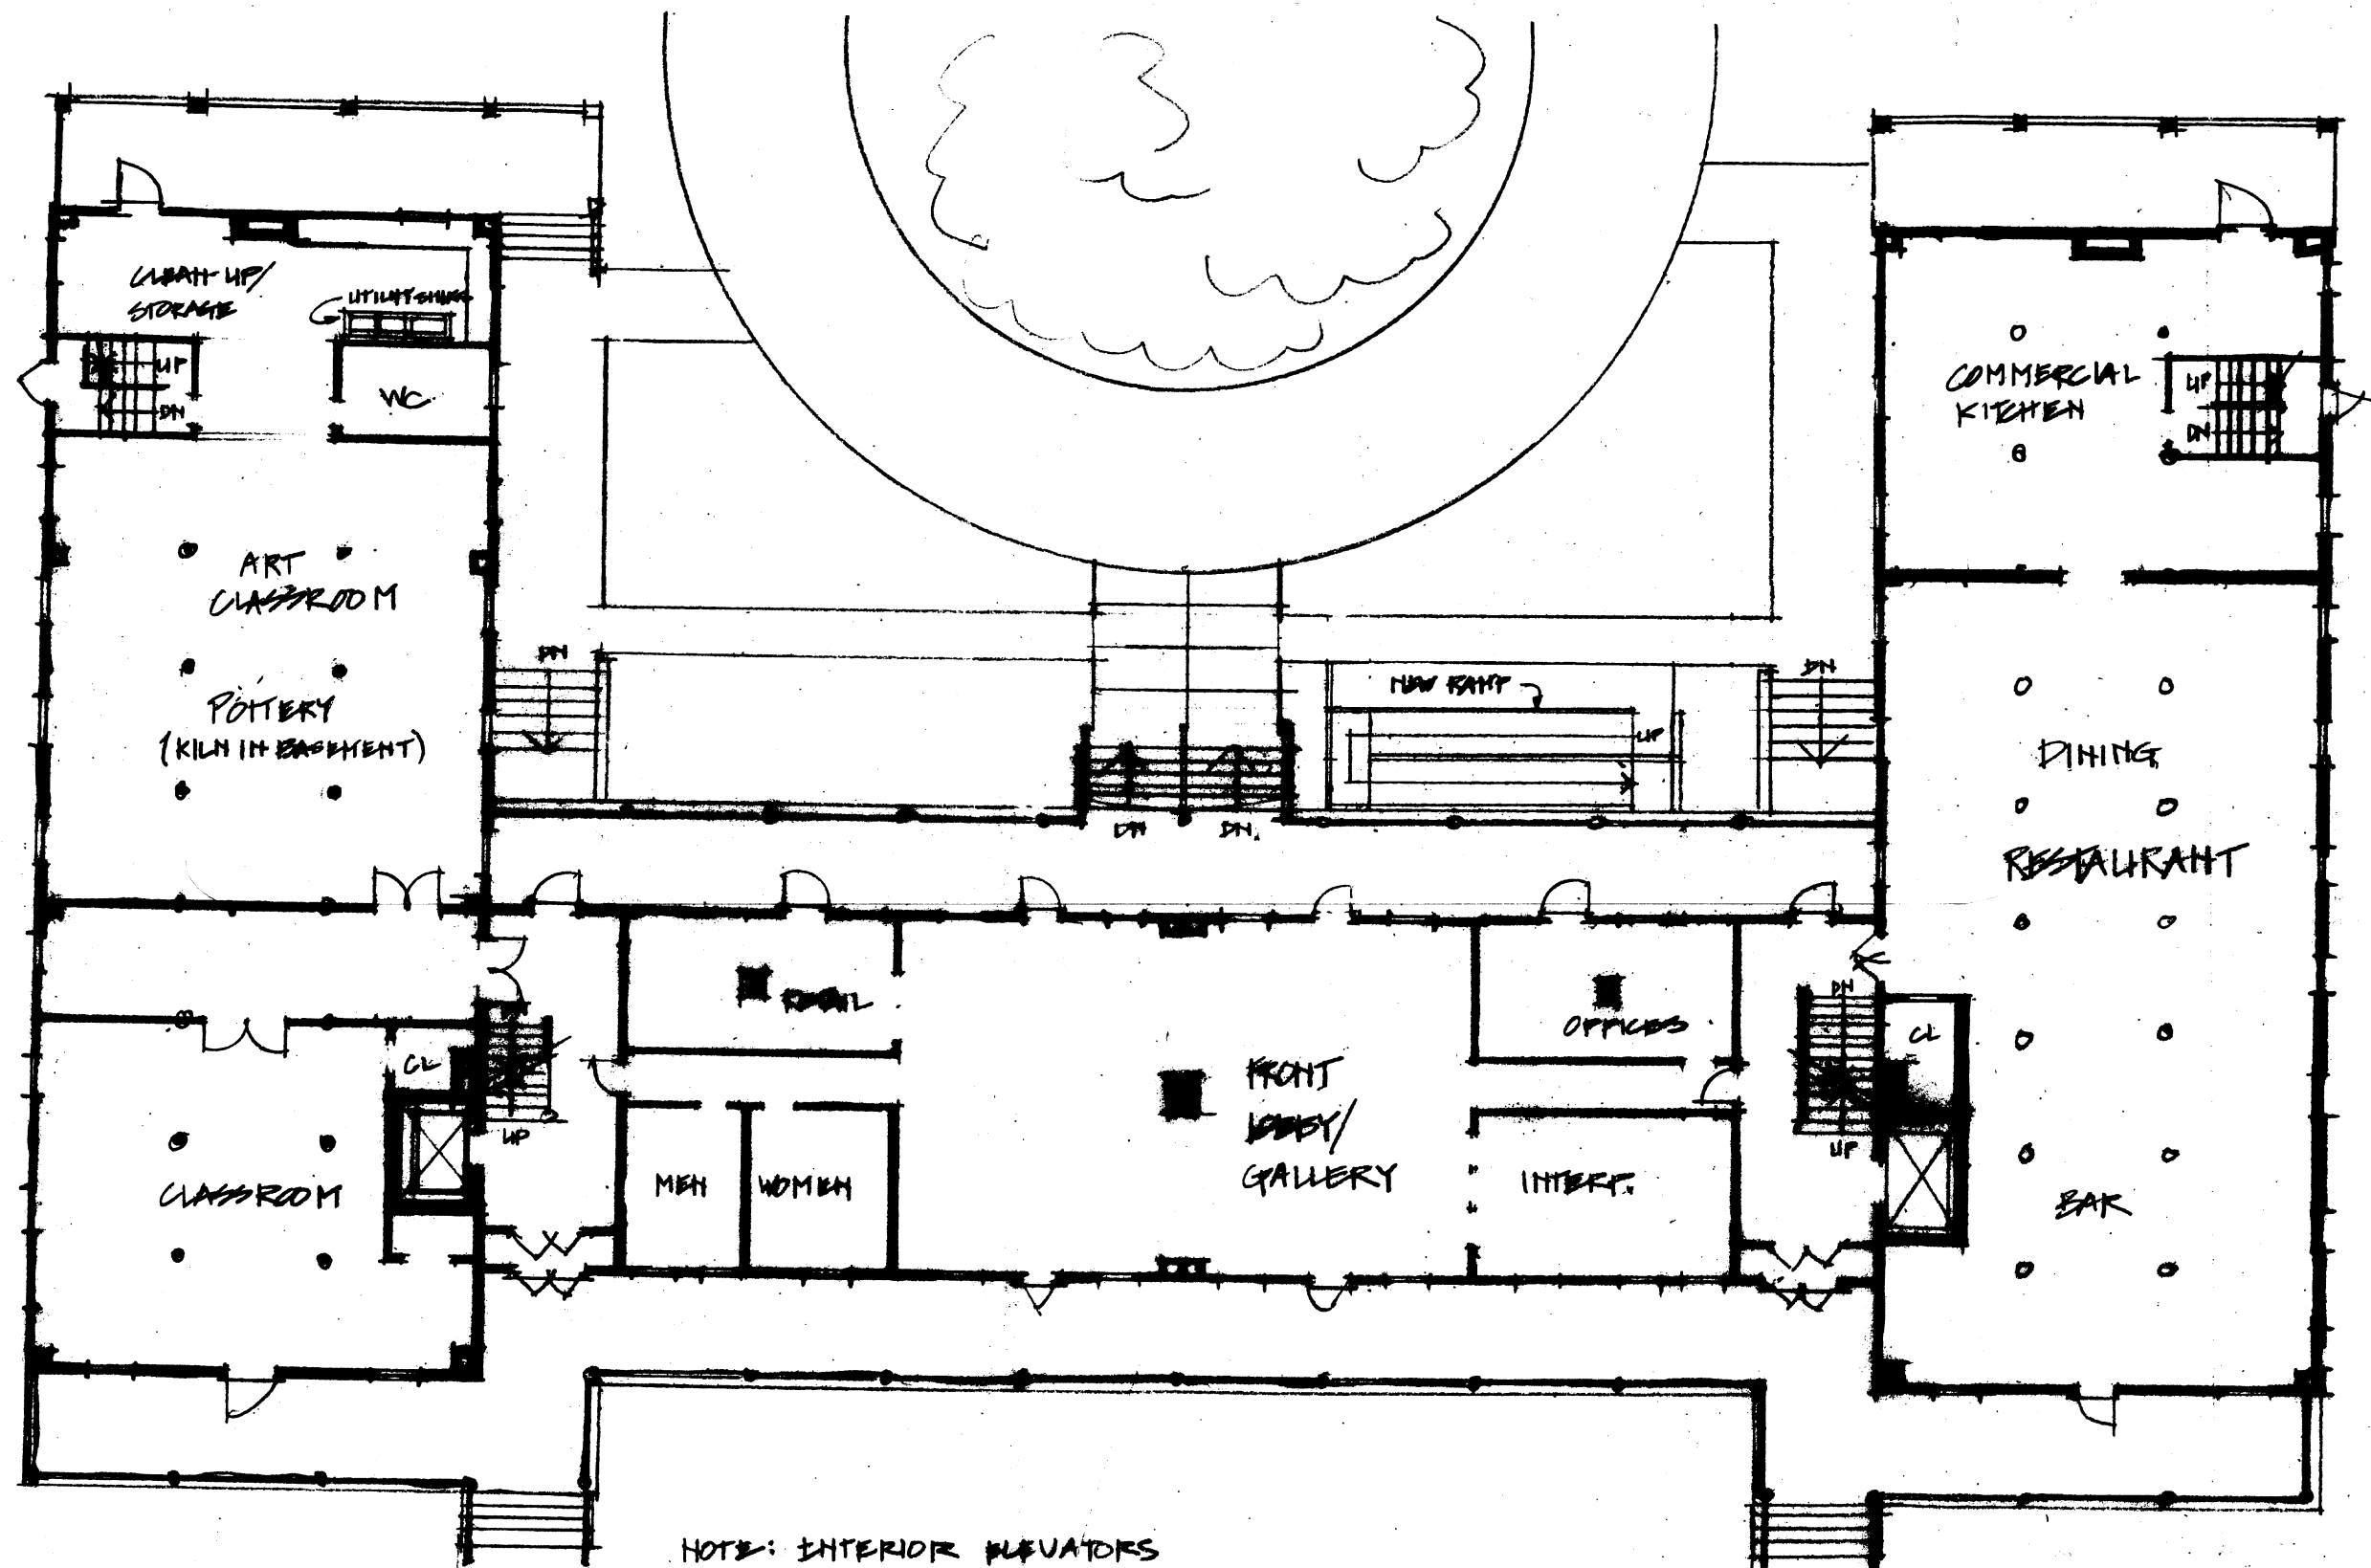 CLEAN-UP/
STORAGE
UTILITY SINKS
UP
DN
WC
ART
CLASSROOM
POTTERY
(KILN IN BASEMENT)
DN
COMMERCIAL
KITCHEN
UP
DN
NEW RAMP
UP
DN
DN
DN.
DINING
RESTAURANT
RETAIL
OFFICES
CL
UP
CLASSROOM
MEN
WOMEN
FRONT
LOBBY/
GALLERY
INTERP.
DN
UP
CL
BAR
NOTE: INTERIOR ELEVATORS